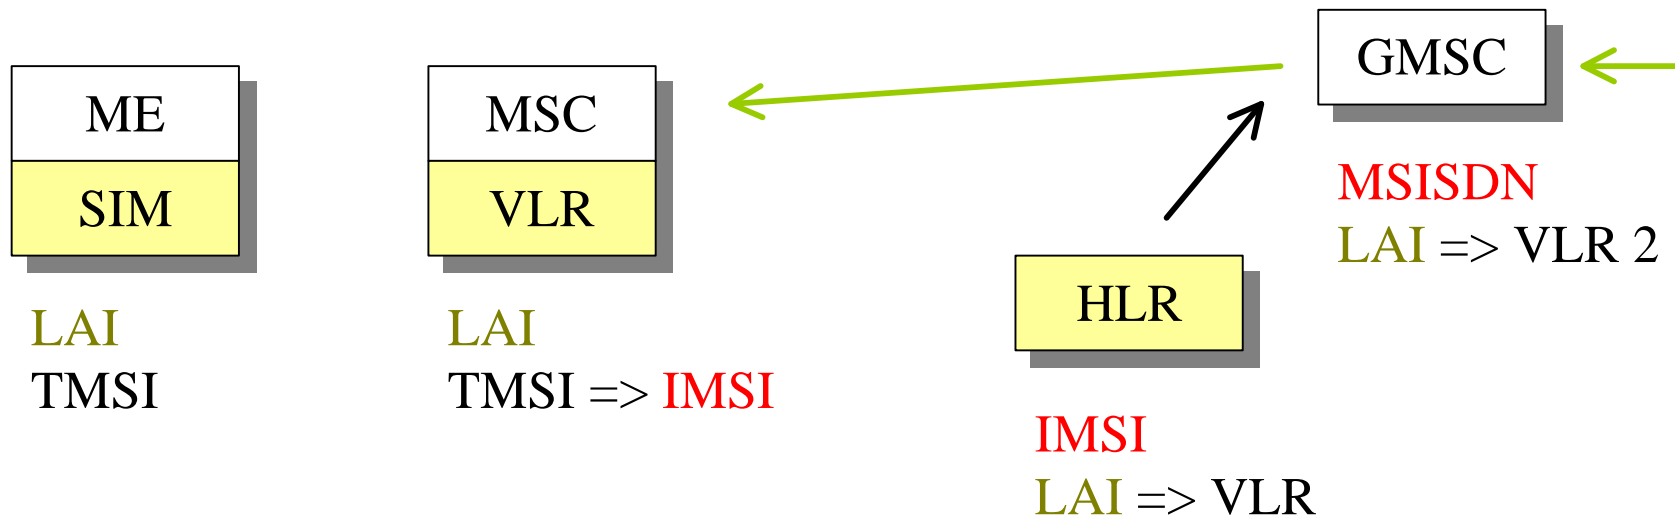 ME
SIM
LAI
TMSI
MSC
VLR
LAI
TMSI => IMSI
HLR
IMSI
LAI => VLR
GMSC
MSISDN
LAI => VLR 2